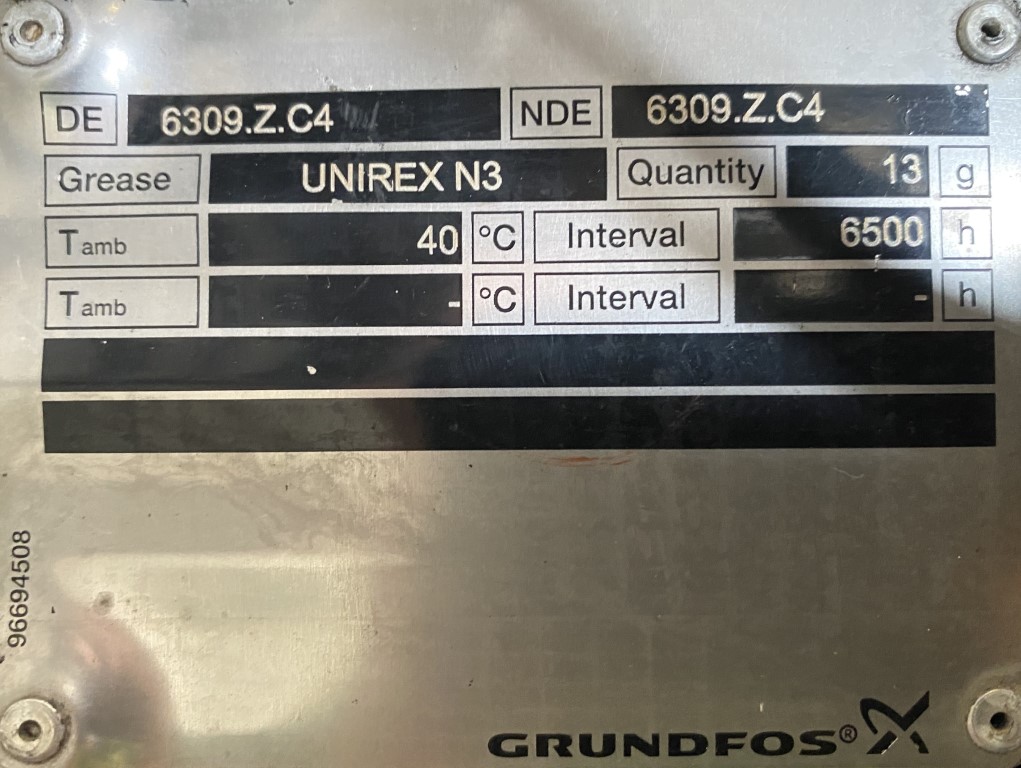 DE 6309.Z.C4 NDE 6309.Z.C4
Grease UNIREX N3 Quantity 13 g
Tamb 40 °C Interval 6500 h
Tamb - °C Interval - h
96694508
GRUNDFOS®